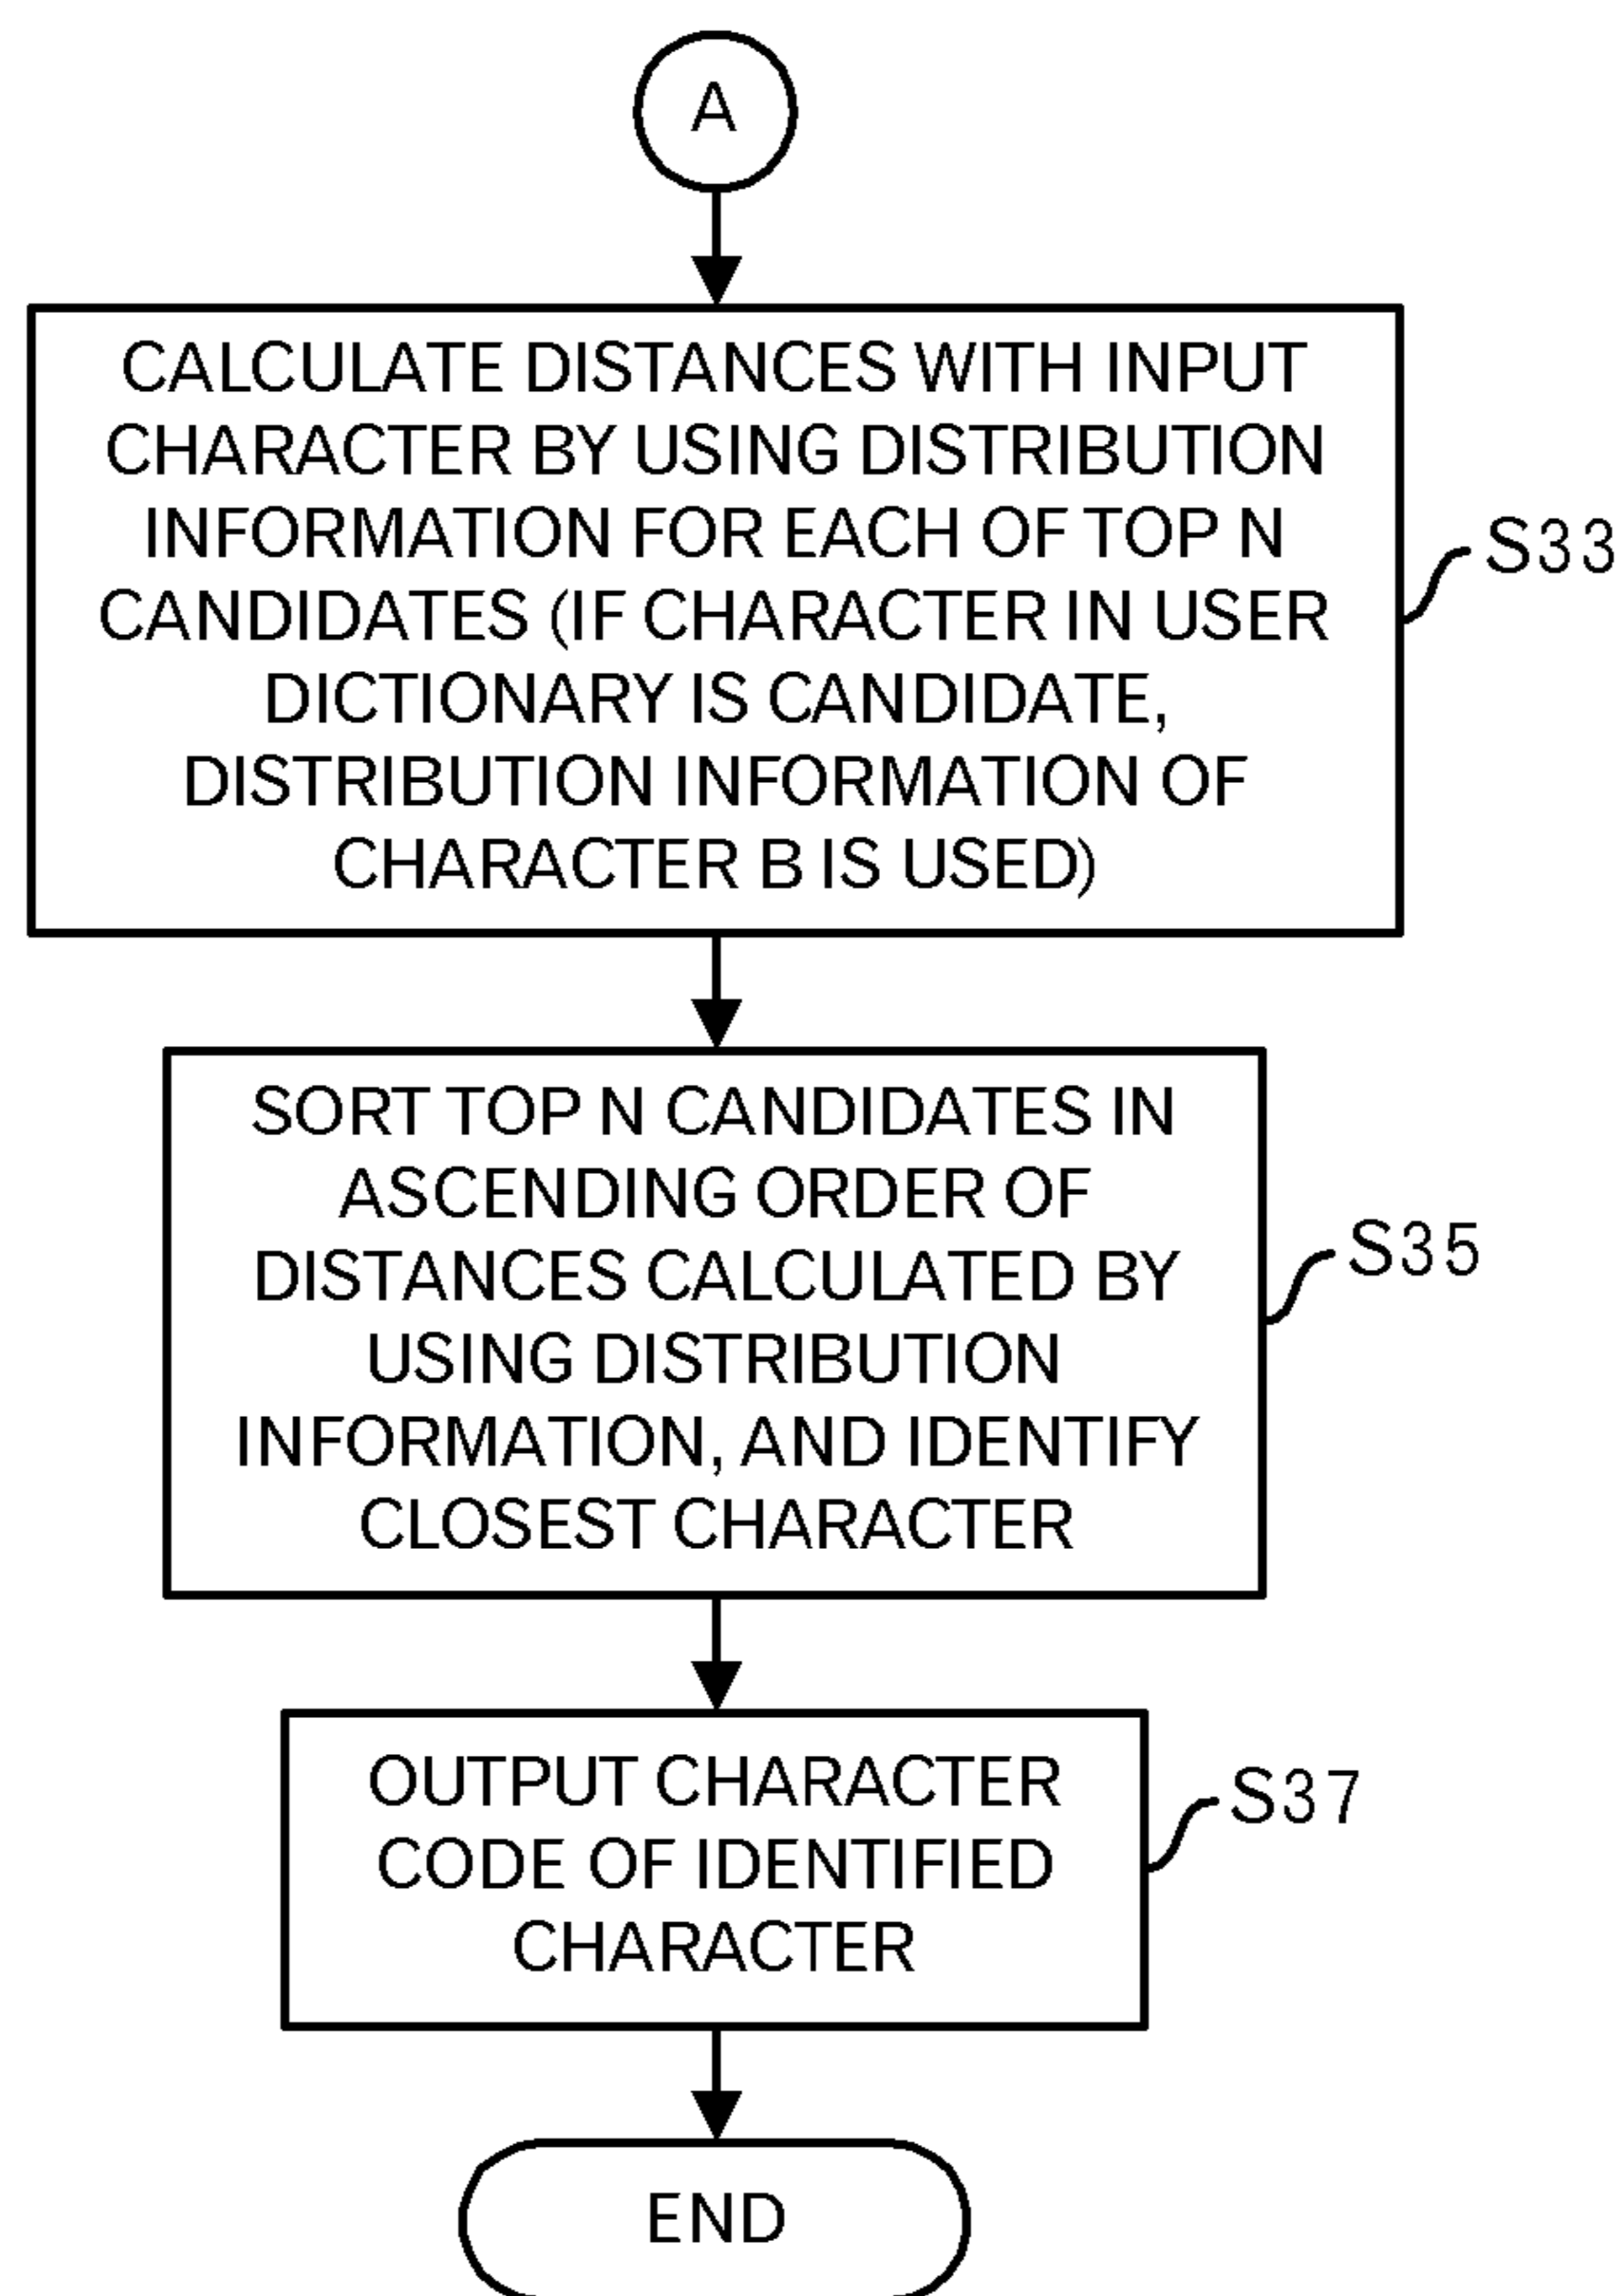 A
CALCULATE DISTANCES WITH INPUT
CHARACTER BY USING DISTRIBUTION
INFORMATION FOR EACH OF TOP N
CANDIDATES (IF CHARACTER IN USER
DICTIONARY IS CANDIDATE,
DISTRIBUTION INFORMATION OF
CHARACTER B IS USED)
S33
SORT TOP N CANDIDATES IN
ASCENDING ORDER OF
DISTANCES CALCULATED BY
USING DISTRIBUTION
INFORMATION, AND IDENTIFY
CLOSEST CHARACTER
S35
OUTPUT CHARACTER
CODE OF IDENTIFIED
CHARACTER
S37
END